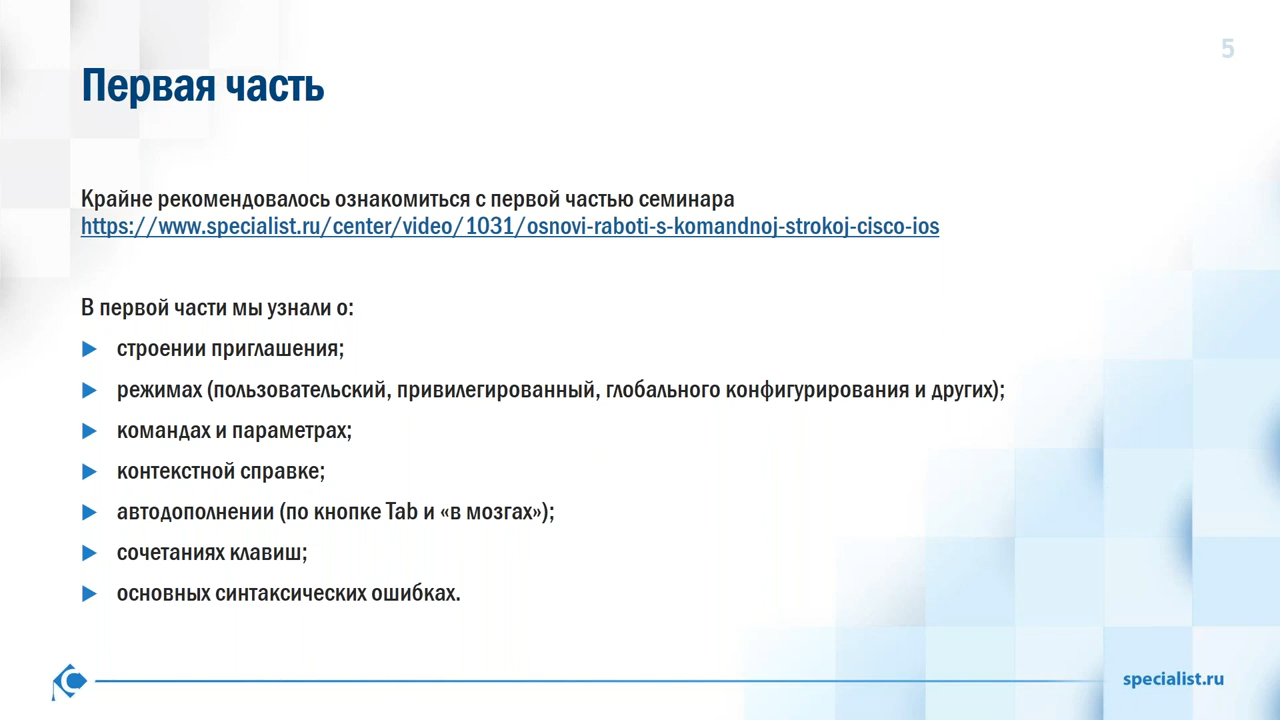 5
Первая часть
Крайне рекомендовалось ознакомиться с первой частью семинара
https://www.specialist.ru/center/video/1031/osnovi-raboti-s-komandnoj-strokoj-cisco-ios
В первой части мы узнали о:
строении приглашения;
режимах (пользовательский, привилегированный, глобального конфигурирования и других);
командах и параметрах;
контекстной справке;
автодополнении (по кнопке Tab и «в мозгах»);
сочетаниях клавиш;
основных синтаксических ошибках.
specialist.ru